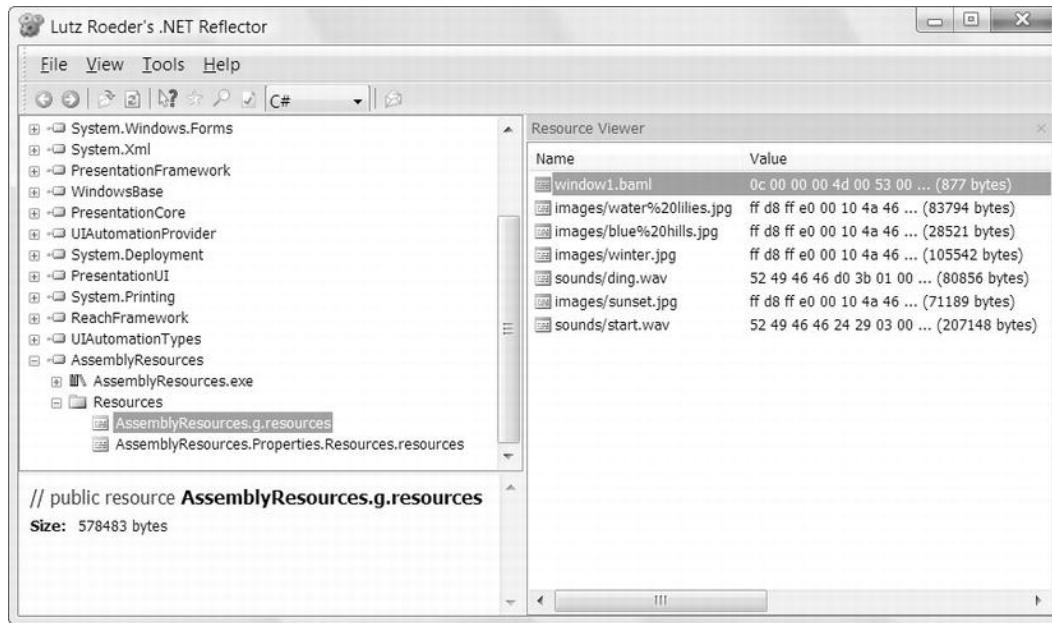 Lutz Roeder's .NET Reflector
File View Tools Help
C#
System.Windows.Forms
System.Xml
PresentationFramework
WindowsBase
PresentationCore
UIAutomationProvider
System.Deployment
PresentationUI
System.Printing
ReachFramework
UIAutomationTypes
AssemblyResources
AssemblyResources.exe
Resources
AssemblyResources.g.resources
AssemblyResources.Properties.Resources.resources
// public resource AssemblyResources.g.resources
Size: 578483 bytes
Resource Viewer
Name Value
window1.baml 0c 00 00 00 4d 00 53 00 ... (877 bytes)
images/water%20lilies.jpg ff d8 ff e0 00 10 4a 46 ... (83794 bytes)
images/blue%20hills.jpg ff d8 ff e0 00 10 4a 46 ... (28521 bytes)
images/winter.jpg ff d8 ff e0 00 10 4a 46 ... (105542 bytes)
sounds/ding.wav 52 49 46 46 d0 3b 01 00 ... (80856 bytes)
images/sunset.jpg ff d8 ff e0 00 10 4a 46 ... (71189 bytes)
sounds/start.wav 52 49 46 46 24 29 03 00 ... (207148 bytes)